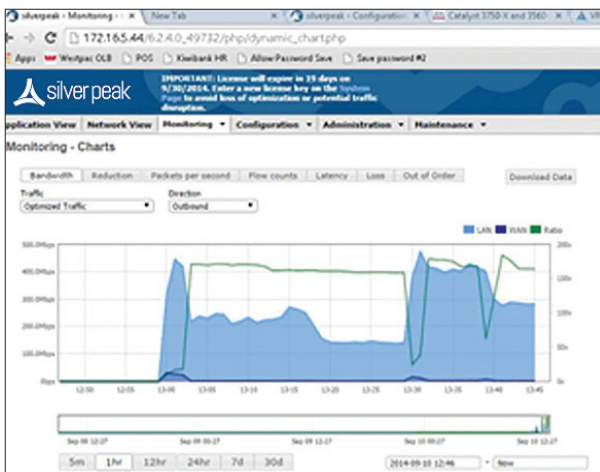 silverpeak - Monitoring -
New Tab
silverpeak - Configuration
Catalyst 3750-X and 3560
172.16.5.44/6.2.4.0_49732/php/dynamic_chart.php
Apps Westpac OLB POS Kiwibank HR Allow Password Save Save password #2
silver peak
IMPORTANT: License will expire in 19 days on
9/30/2014. Enter a new license key on the System
Page to avoid loss of optimization or potential traffic
disruption.
pplication View Network View Monitoring Configuration Administration Maintenance
Monitoring - Charts
Bandwidth Reduction Packets per second Flow counts Latency Loss Out of Order Download Data
Traffic Direction
Optimized Traffic Outbound
LAN WAN Ratio
500.0Mbps 200x
400.0Mbps 150x
300.0Mbps
200.0Mbps 100x
100.0Mbps 50x
0bps 0x
12:50 12:55 13:00 13:05 13:10 13:15 13:20 13:25 13:30 13:35 13:40 13:45
Sep 08 12:27 Sep 09 00:27 Sep 09 12:27 Sep 10 00:27 Sep 10 12:27
5m 1hr 12hr 24hr 7d 30d 2014-09-10 12:46 - Now